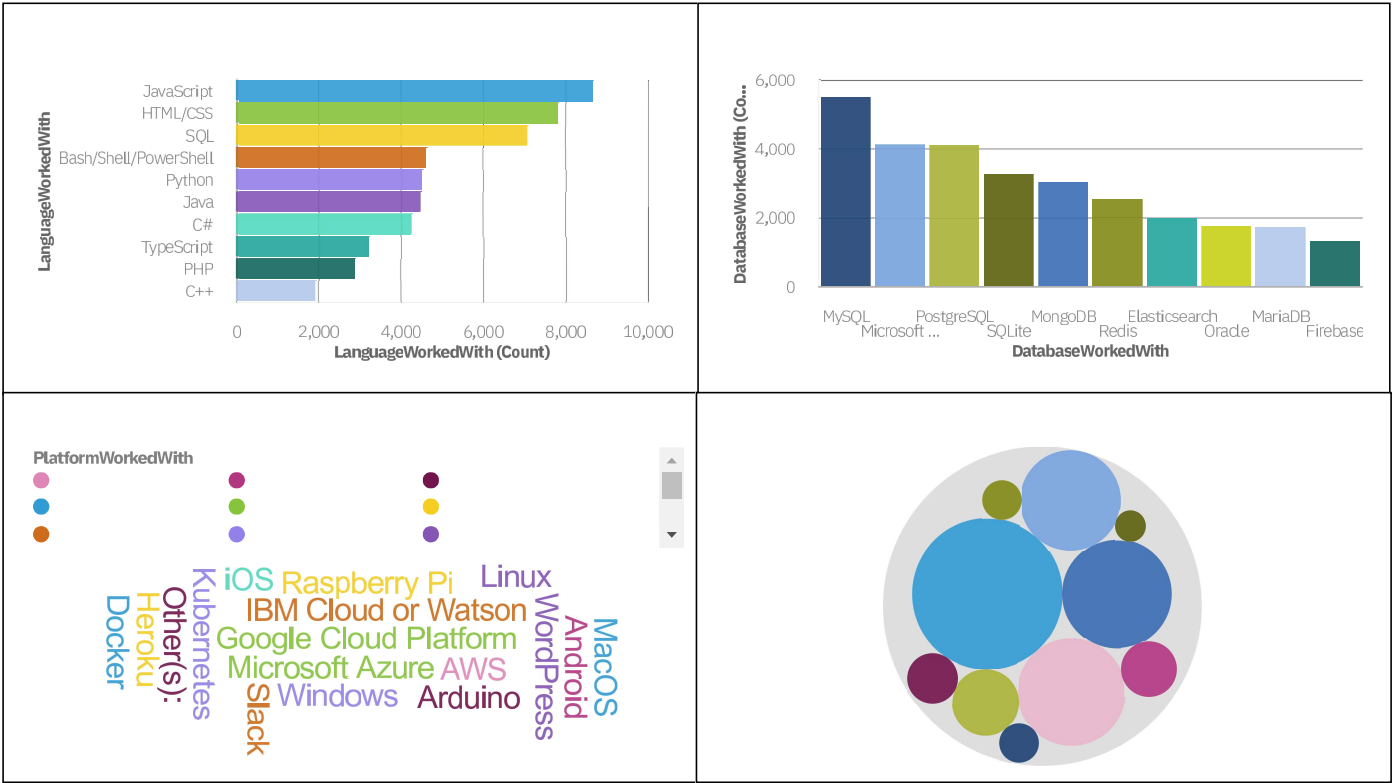 LanguageWorkedWith
JavaScript
HTML/CSS
SQL
Bash/Shell/PowerShell
Python
Java
C#
TypeScript
PHP
C++
0 2,000 4,000 6,000 8,000 10,000
LanguageWorkedWith (Count)
DatabaseWorkedWith (Co...
6,000
4,000
2,000
0
MySQL PostgreSQL MongoDB Elasticsearch MariaDB
Microsoft ... SQLite Redis Oracle Firebase
DatabaseWorkedWith
PlatformWorkedWith
Docker
Heroku
Other(s):
Kubernetes
iOS
Raspberry Pi
Linux
IBM Cloud or Watson
Google Cloud Platform
Microsoft Azure
AWS
Slack
Windows
Arduino
WordPress
Android
MacOS